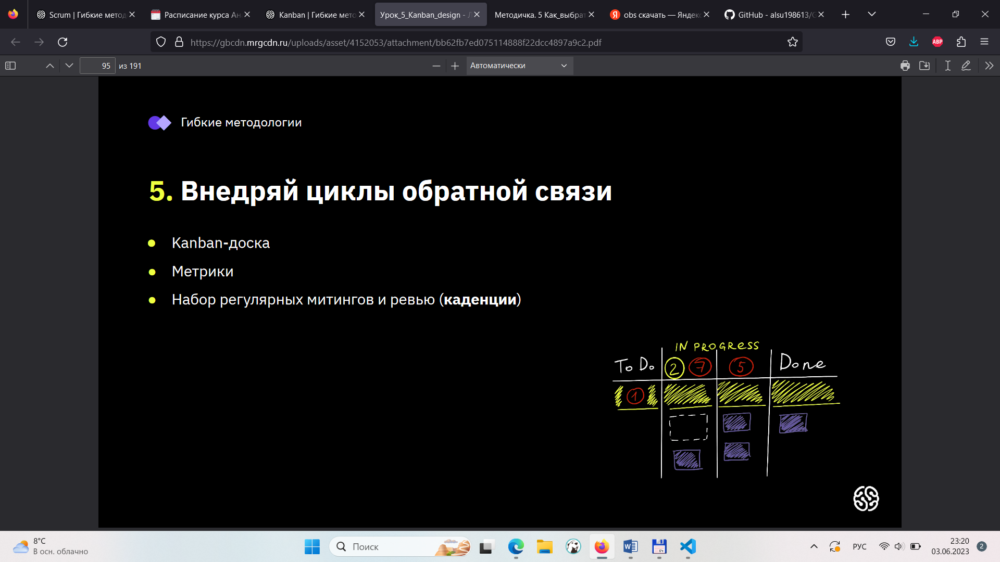 Scrum | Гибкие метод
Расписание курса Ан
Kanban | Гибкие мето
Урок_5_Kanban_design - Л
Методичка. 5 Как_выбрат
obs скачать — Яндекс
GitHub - alsu198613/G
https://gbcdn.mrgcdn.ru/uploads/asset/4152053/attachment/bb62fb7ed075114888f22dcc4897a9c2.pdf
ABP
95 из 191
Автоматически
Гибкие методологии
5. Внедряй циклы обратной связи
Kanban-доска
Метрики
Набор регулярных митингов и ревью (каденции)
IN PROGRESS
To Do 2 7 5 Done
1
8°C
В осн. облачно
Поиск
РУС
23:20
03.06.2023
2